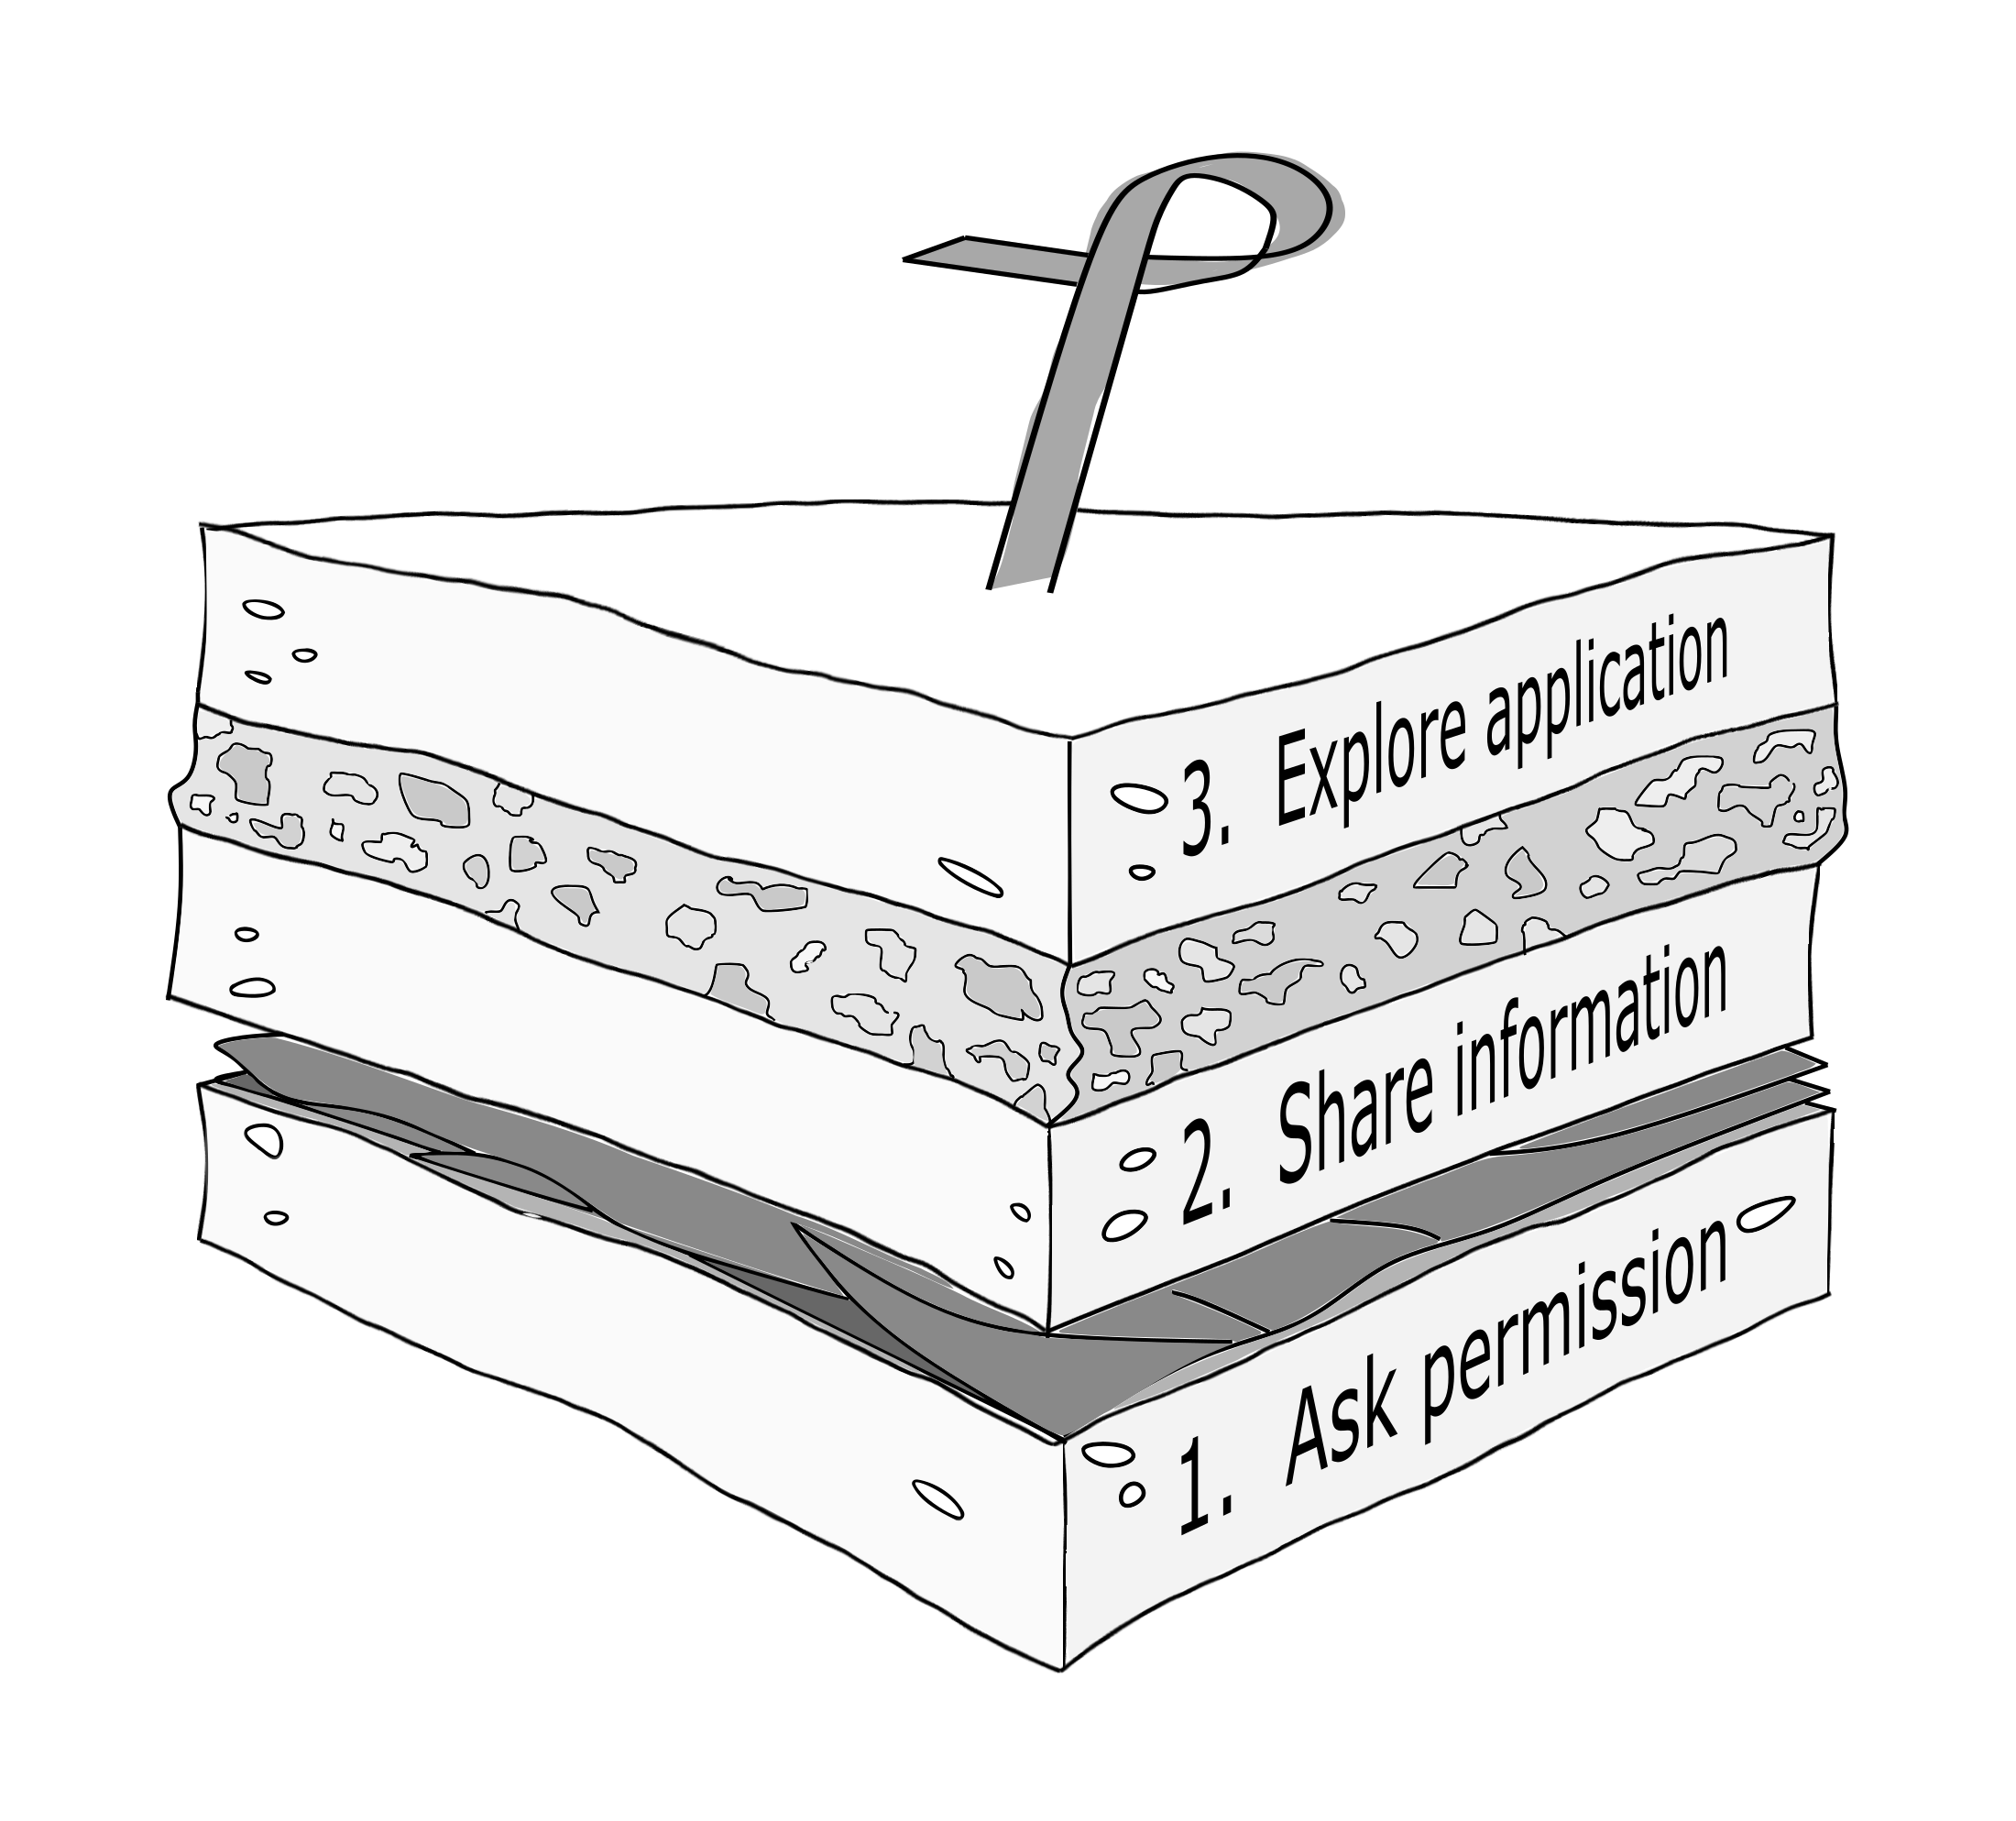 3. Explore application
2. Share information
1. Ask permission